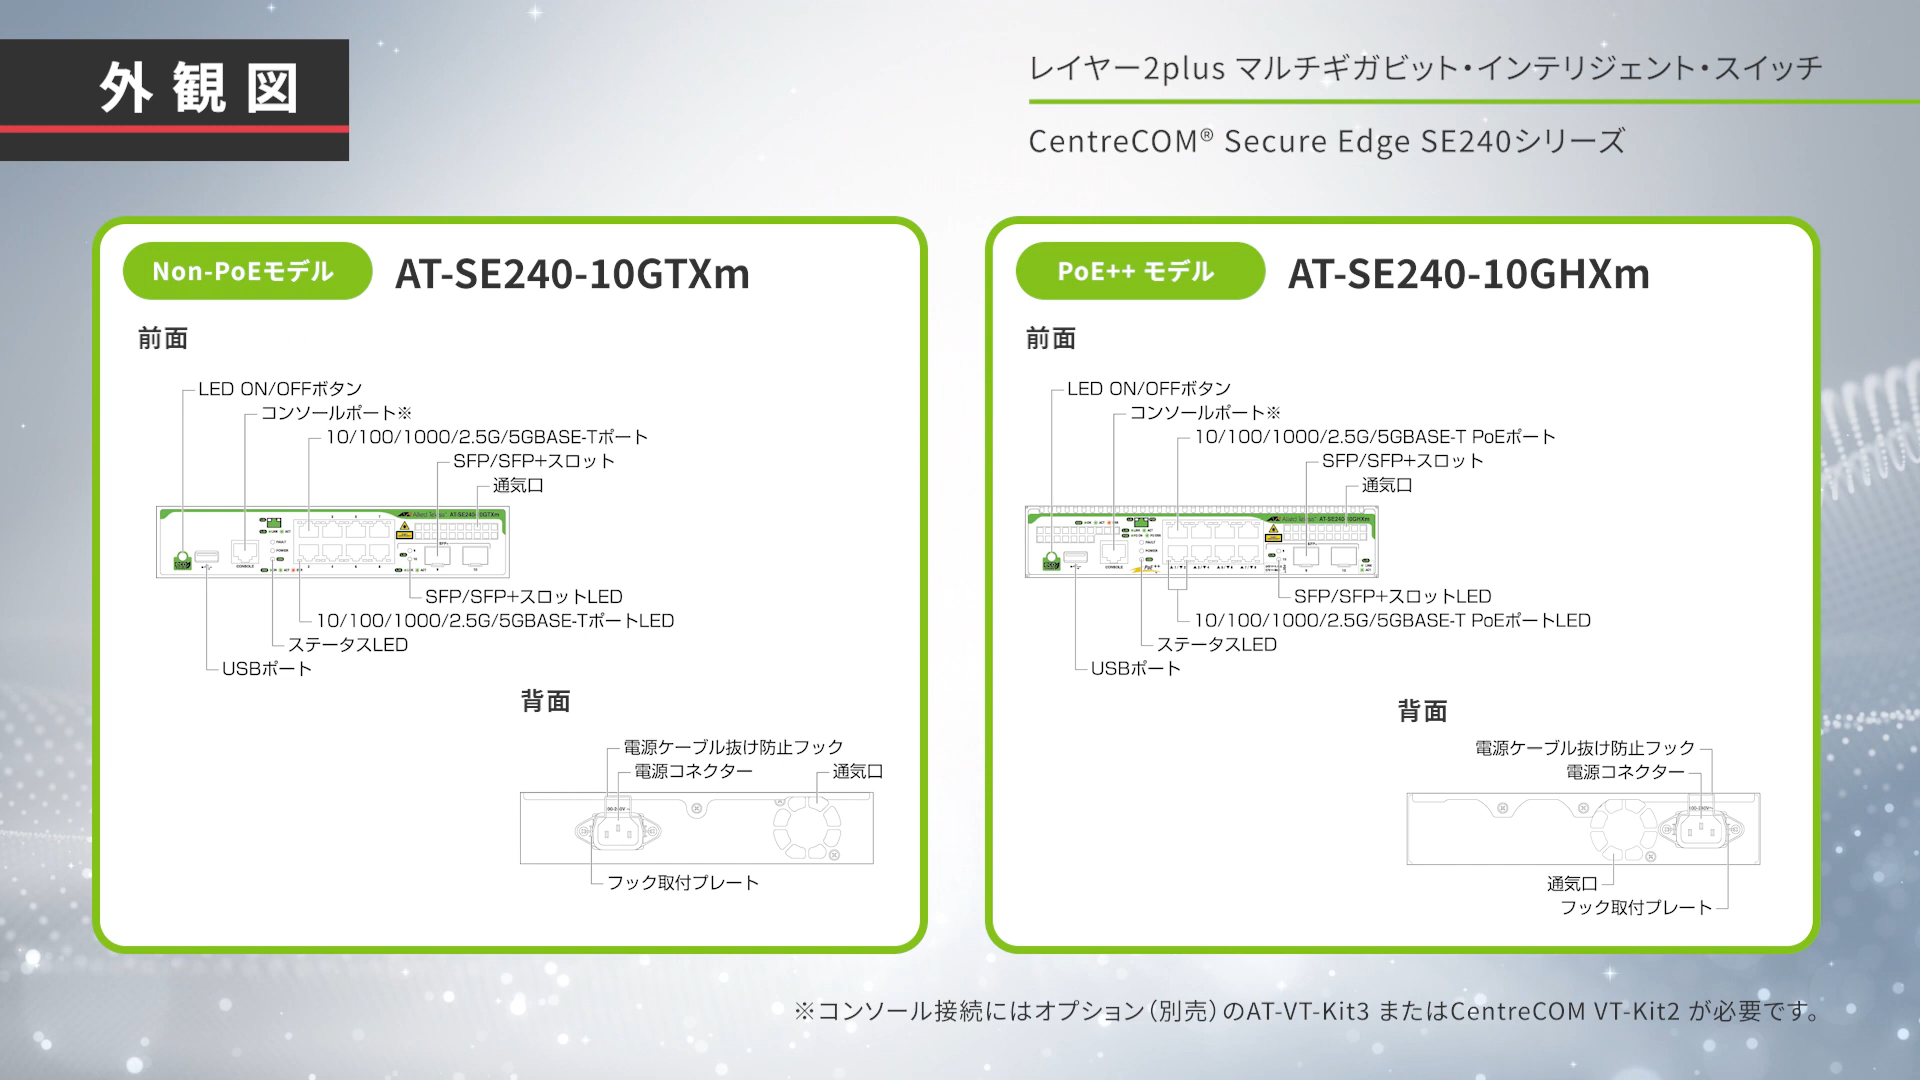 外観図
レイヤー2plus マルチギガビット・インテリジェント・スイッチ
CentreCOM® Secure Edge SE240シリーズ
Non-PoEモデル
AT-SE240-10GTXm
前面
LED ON/OFFボタン
コンソールポート※
10/100/1000/2.5G/5GBASE-Tポート
SFP/SFP+スロット
通気口
SFP/SFP+スロットLED
10/100/1000/2.5G/5GBASE-TポートLED
ステータスLED
USBポート
背面
電源ケーブル抜け防止フック
電源コネクター
通気口
フック取付プレート
PoE++ モデル
AT-SE240-10GHXm
前面
LED ON/OFFボタン
コンソールポート※
10/100/1000/2.5G/5GBASE-T PoEポート
SFP/SFP+スロット
通気口
SFP/SFP+スロットLED
10/100/1000/2.5G/5GBASE-T PoEポートLED
ステータスLED
USBポート
背面
電源ケーブル抜け防止フック
電源コネクター
通気口
フック取付プレート
※コンソール接続にはオプション（別売）のAT-VT-Kit3 またはCentreCOM VT-Kit2 が必要です。